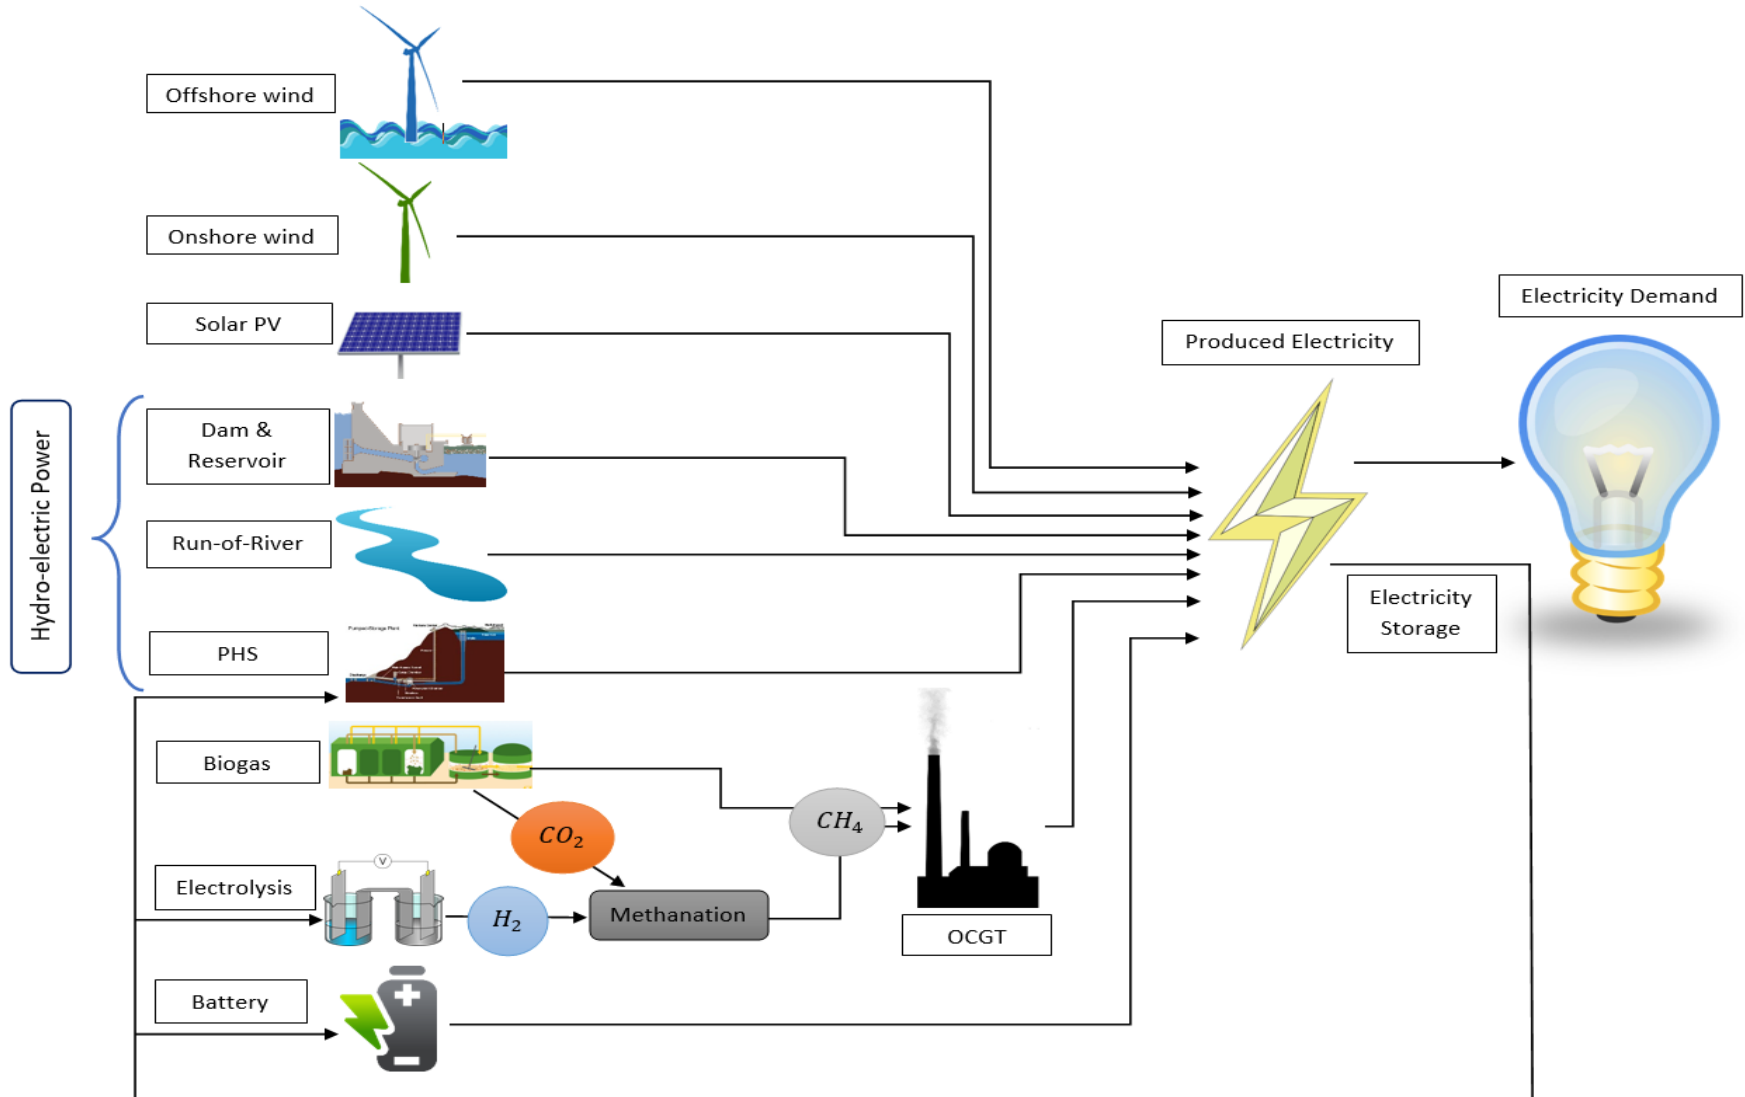 Offshore wind
Onshore wind
Solar PV
Electricity Demand
Produced Electricity
Hydro-electric Power
Dam &
Reservoir
Run-of-River
PHS
Electricity
Storage
Biogas
CO₂
CH₄
Electrolysis
V
H₂
Methanation
OCGT
Battery